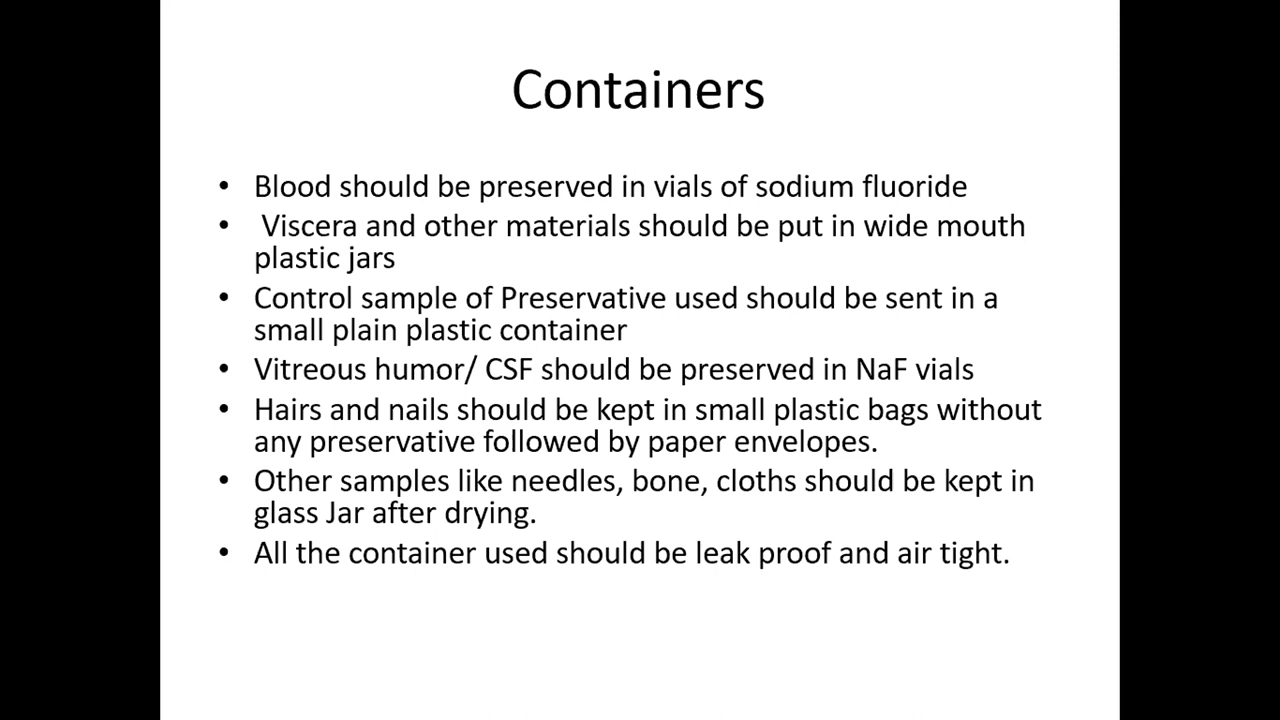 Containers
• Blood should be preserved in vials of sodium fluoride
• Viscera and other materials should be put in wide mouth
plastic jars
• Control sample of Preservative used should be sent in a
small plain plastic container
• Vitreous humor/ CSF should be preserved in NaF vials
• Hairs and nails should be kept in small plastic bags without
any preservative followed by paper envelopes.
• Other samples like needles, bone, cloths should be kept in
glass Jar after drying.
• All the container used should be leak proof and air tight.